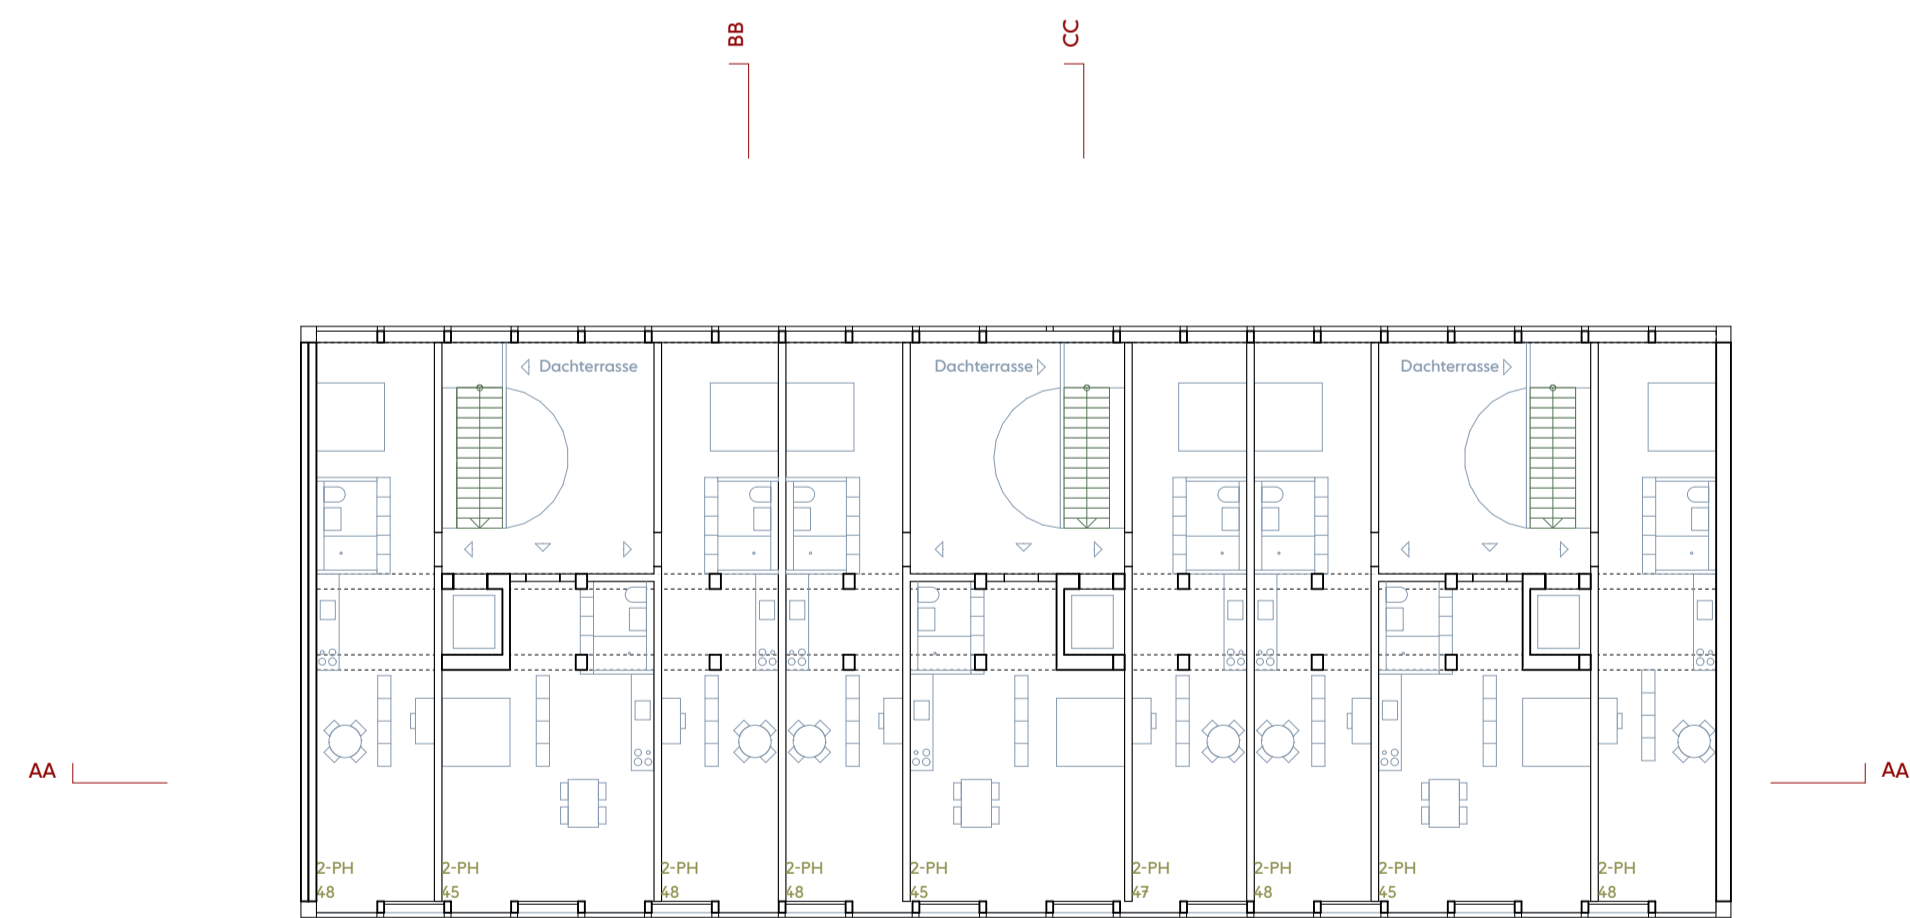 BB
CC
Dachterrasse
Dachterrasse
Dachterrasse
AA
AA
2-PH
48
2-PH
45
2-PH
48
2-PH
48
2-PH
45
2-PH
47
2-PH
48
2-PH
45
2-PH
48